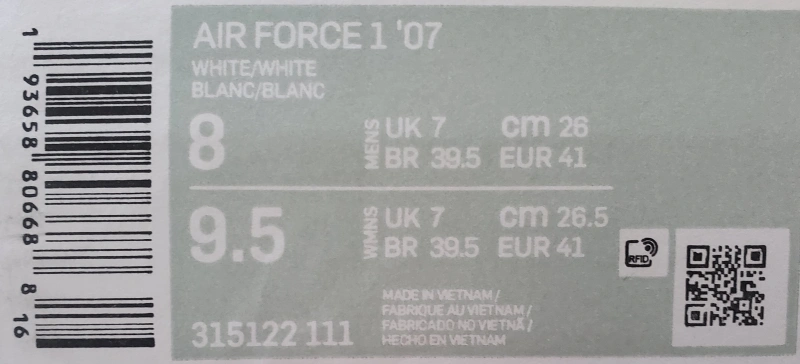 AIR FORCE 1 '07
WHITE/WHITE
BLANC/BLANC
8 MENS UK 7 cm 26
BR 39.5 EUR 41
9.5 WMNS UK 7 cm 26.5
BR 39.5 EUR 41
RFID
315122 111
MADE IN VIETNAM /
FABRIQUE AU VIETNAM /
FABRICADO NO VIETNÃ /
HECHO EN VIETNAM
1 93658 80668 8 16